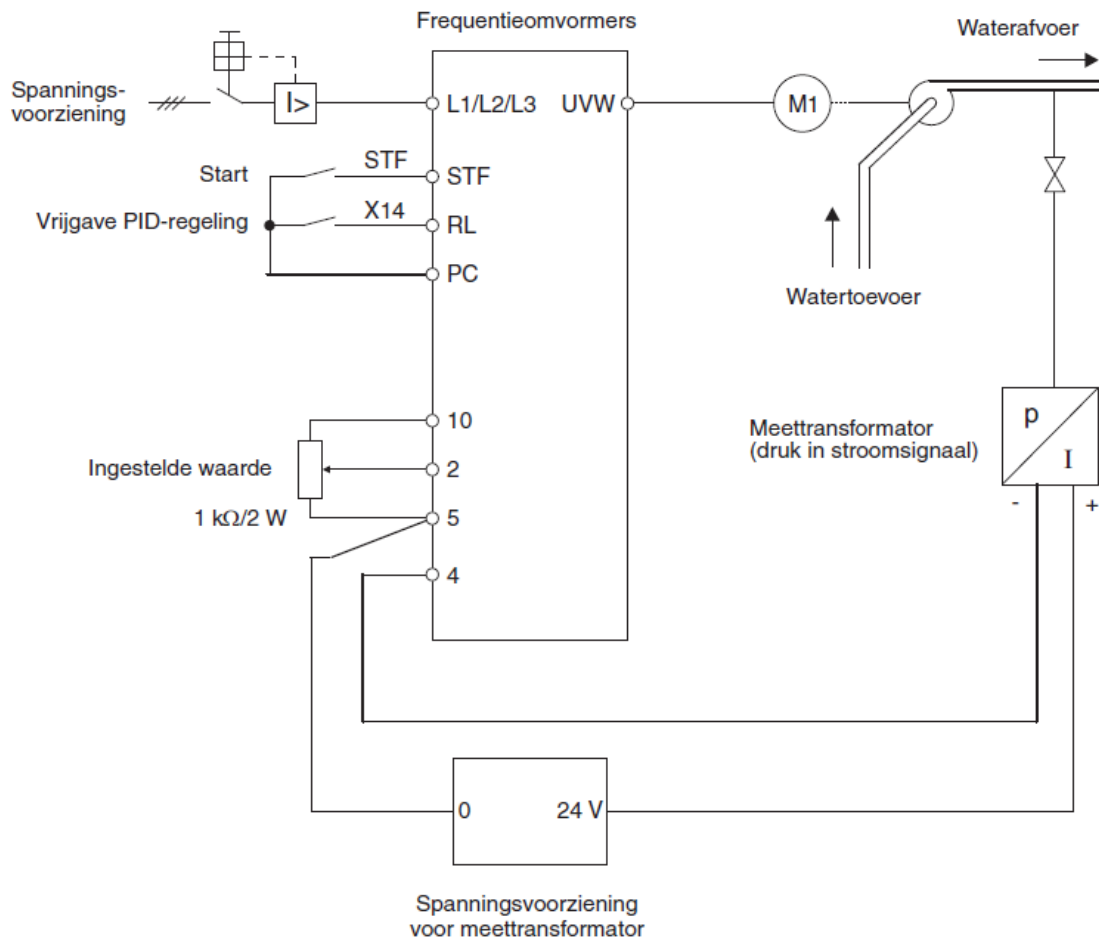 Frequentieomvormers
Waterafvoer
Spannings-
voorziening
I>
L1/L2/L3
UVW
M1
Start
STF
STF
Vrijgave PID-regeling
X14
RL
PC
Watertoevoer
10
Ingestelde waarde
2
1 kΩ/2 W
5
4
Meettransformator
(druk in stroomsignaal)
p
I
- +
0
24 V
Spanningsvoorziening
voor meettransformator